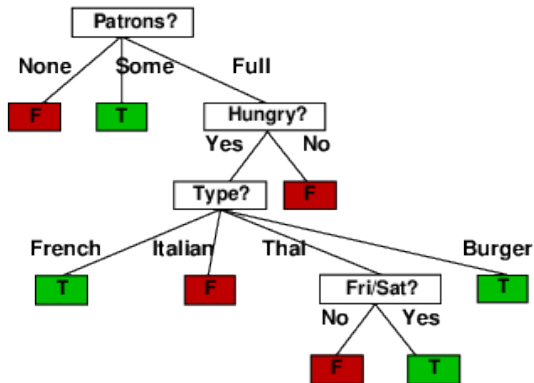 Patrons?
None Some Full
F T Hungry?
Yes No
Type? F
French Italian Thai Burger
T F Fri/Sat? T
No Yes
F T